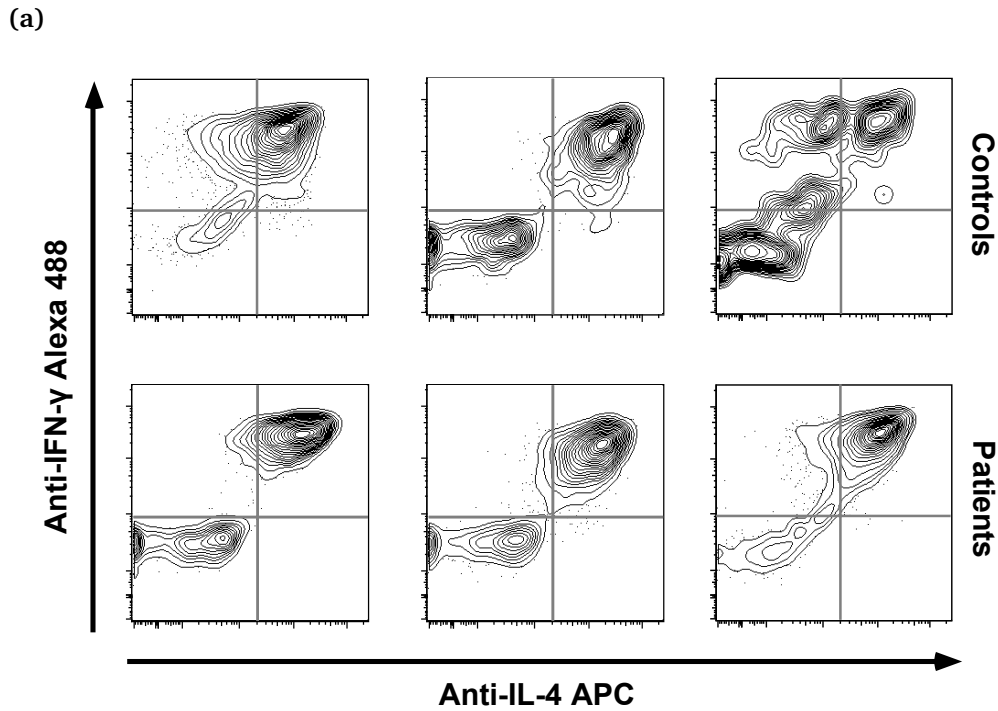 (a)
Anti-IFN-γ Alexa 488
Controls
Patients
Anti-IL-4 APC